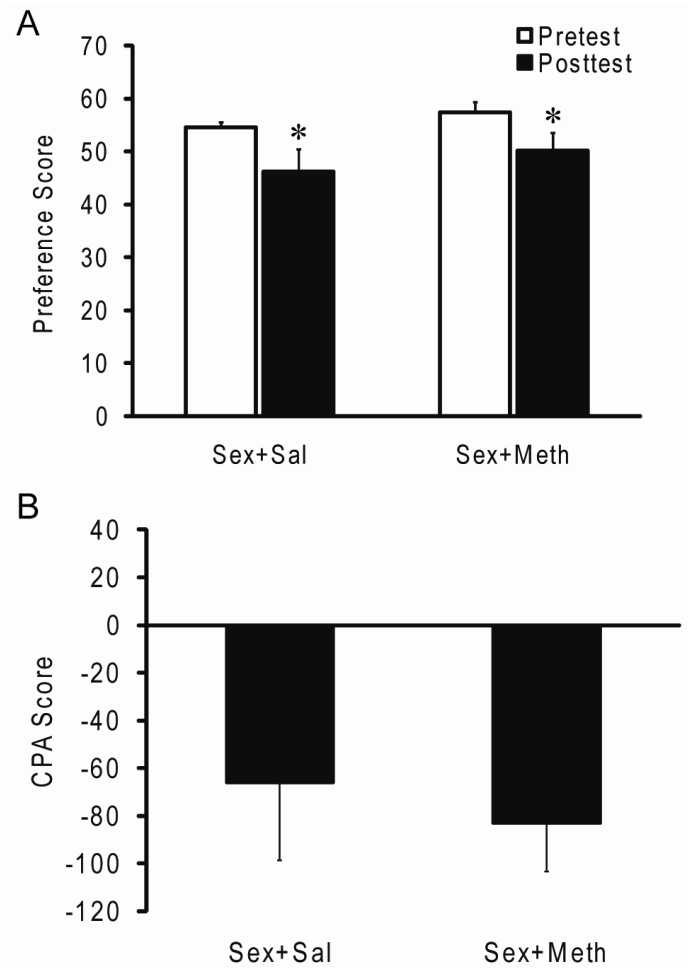 A
Pretest
Posttest
70
60
50
40
30
20
10
0
Preference Score
*
*
Sex+Sal
Sex+Meth
B
40
20
0
-20
-40
-60
-80
-100
-120
CPA Score
Sex+Sal
Sex+Meth